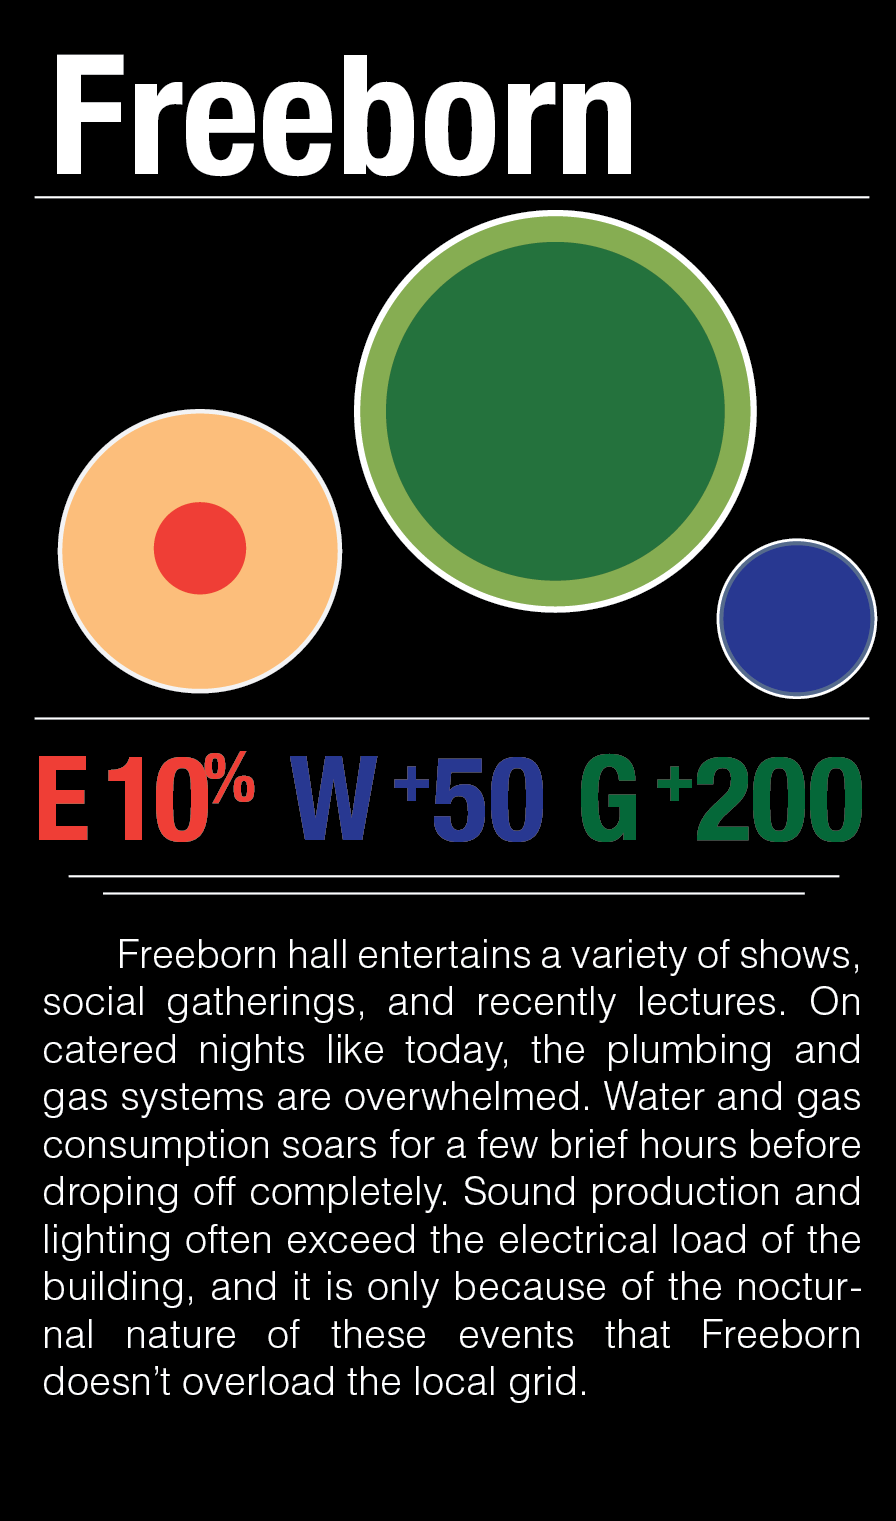 Freeborn
E 10% W +50 G +200
Freeborn hall entertains a variety of shows,
social gatherings, and recently lectures. On
catered nights like today, the plumbing and
gas systems are overwhelmed. Water and gas
consumption soars for a few brief hours before
droping off completely. Sound production and
lighting often exceed the electrical load of the
building, and it is only because of the noctur-
nal nature of these events that Freeborn
doesn’t overload the local grid.